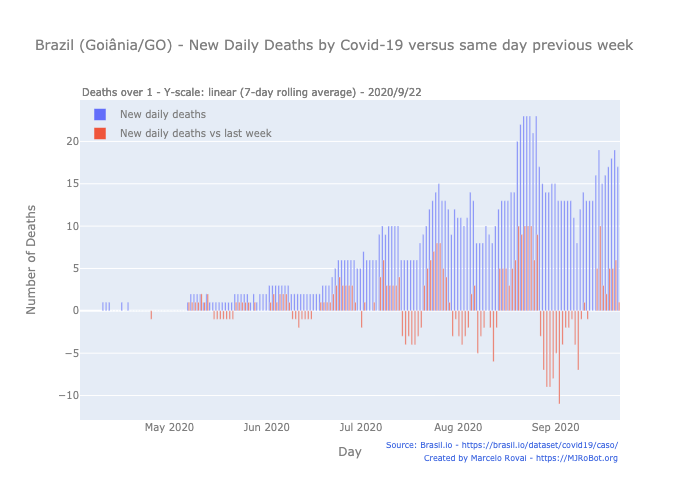 Brazil (Goiânia/GO) - New Daily Deaths by Covid-19 versus same day previous week
Deaths over 1 - Y-scale: linear (7-day rolling average) - 2020/9/22
New daily deaths
New daily deaths vs last week
20
15
10
5
0
−5
−10
Number of Deaths
May 2020 Jun 2020 Jul 2020 Aug 2020 Sep 2020
Day
Source: Brasil.io - https://brasil.io/dataset/covid19/caso/
Created by Marcelo Rovai - https://MJRoBot.org